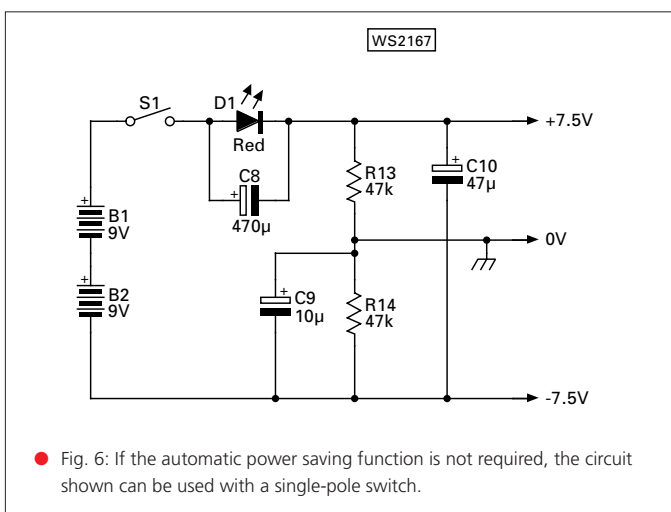 WS2167
S1
D1
Red
+7.5V
C8
470µ
R13
47k
C10
47µ
B1
9V
0V
B2
9V
C9
10µ
R14
47k
-7.5V
Fig. 6: If the automatic power saving function is not required, the circuit
shown can be used with a single-pole switch.